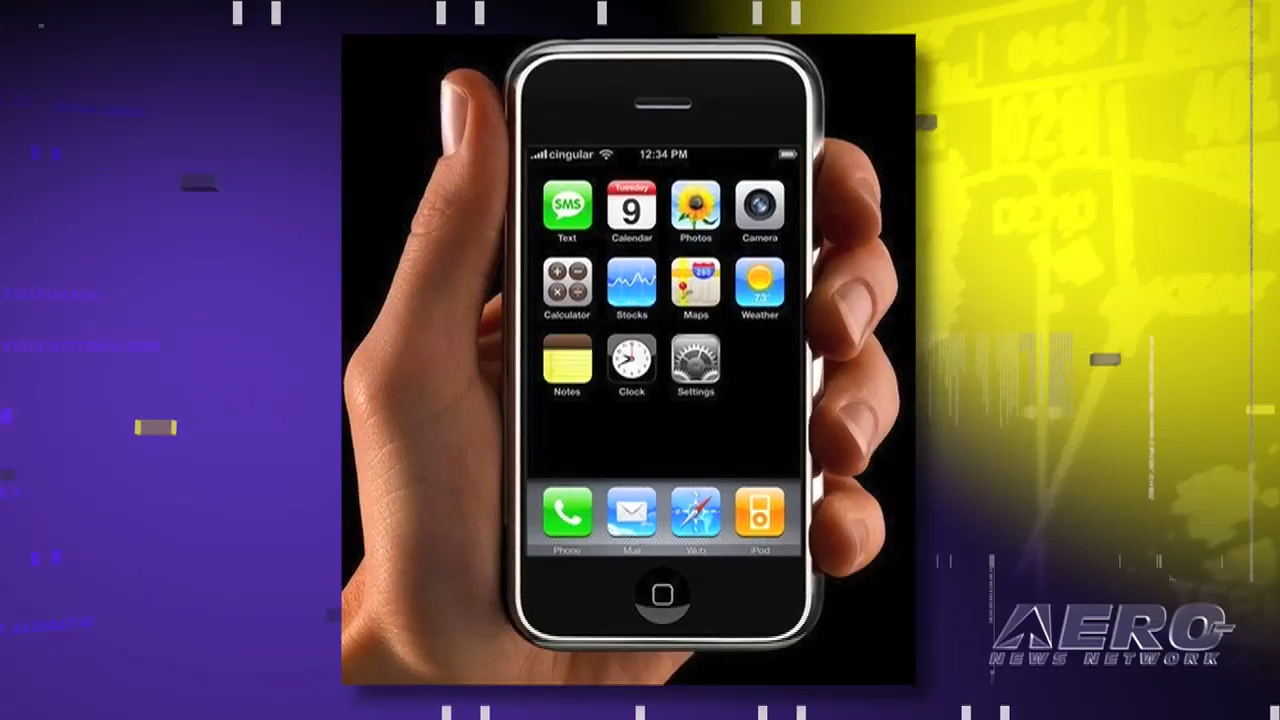 cingular 12:34 PM
SMS Tuesday 9
Text Calendar Photos Camera
280 73°
Calculator Stocks Maps Weather
Notes Clock Settings
Phone Mail Web iPod
AERO
NEWS NETWORK